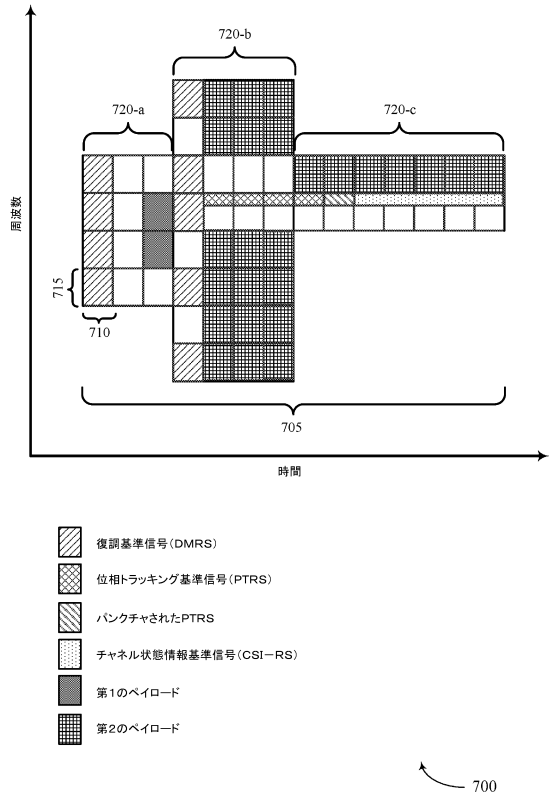 720-b
720-a
720-c
周波数
715
710
705
時間
復調基準信号(DMRS)
位相トラッキング基準信号(PTRS)
パンクチャされたPTRS
チャネル状態情報基準信号(CSI-RS)
第1のペイロード
第2のペイロード
700